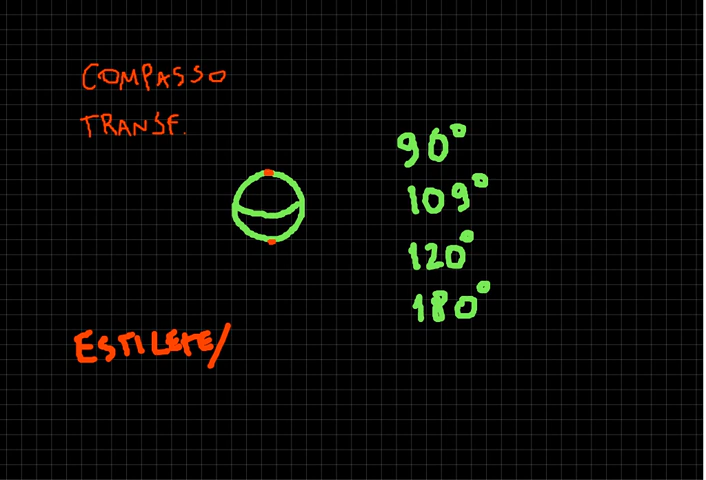 COMPASSO
TRANSF.
90°
109°
120°
180°
ESTILETE/